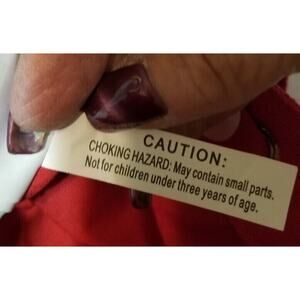 CAUTION:
CHOKING HAZARD: May contain small parts.
Not for children under three years of age.